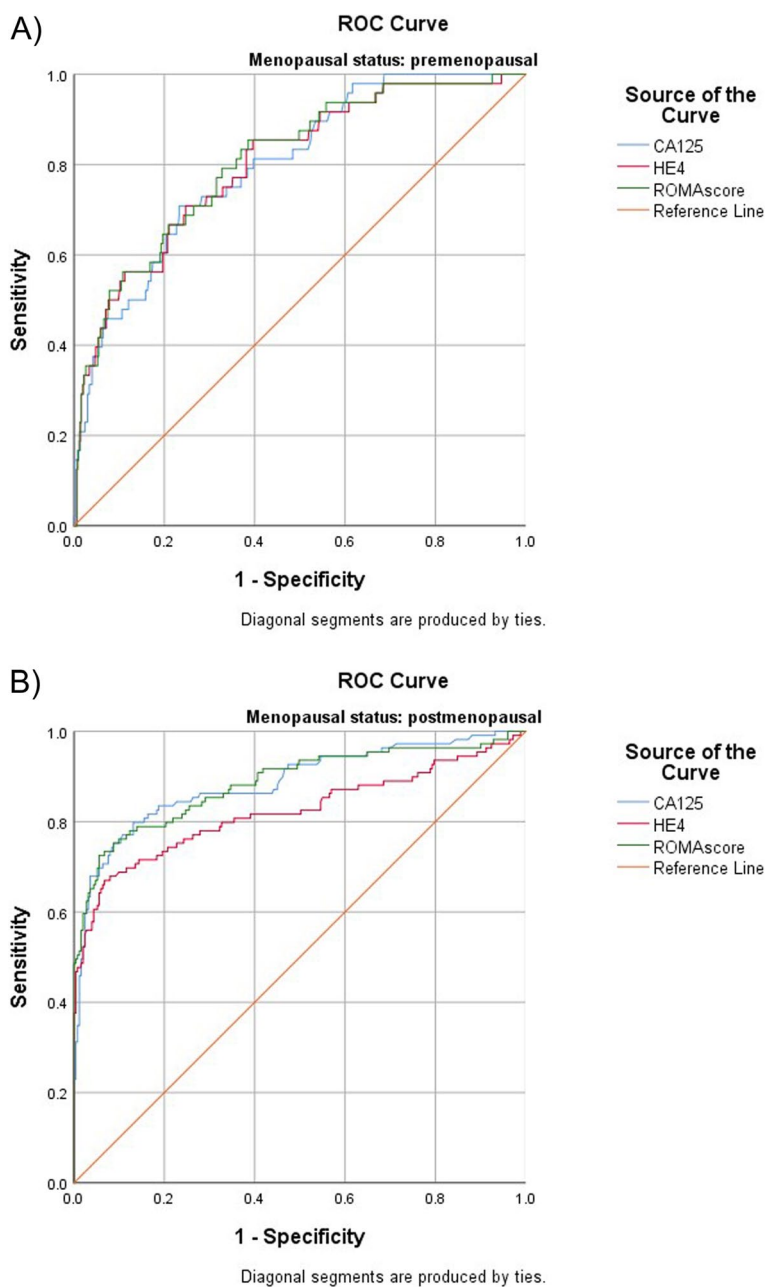 A)
ROC Curve
Menopausal status: premenopausal
Source of the
Curve
CA125
HE4
ROMAscore
Reference Line
Sensitivity
1.0
0.8
0.6
0.4
0.2
0.0
0.0 0.2 0.4 0.6 0.8 1.0
1 - Specificity
Diagonal segments are produced by ties.
B)
ROC Curve
Menopausal status: postmenopausal
Source of the
Curve
CA125
HE4
ROMAscore
Reference Line
Sensitivity
1.0
0.8
0.6
0.4
0.2
0.0
0.0 0.2 0.4 0.6 0.8 1.0
1 - Specificity
Diagonal segments are produced by ties.